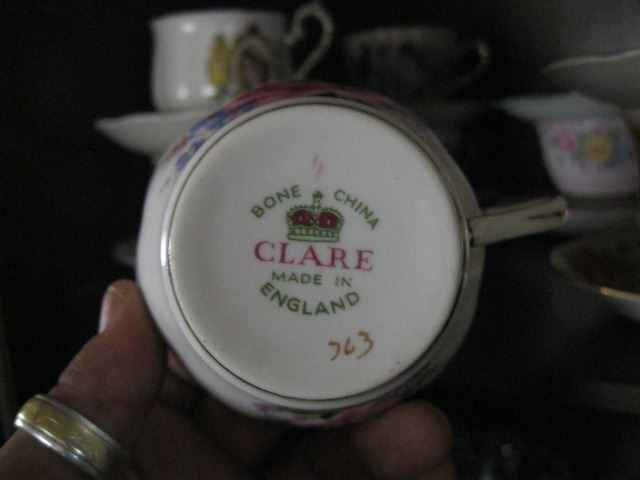 BONE CHINA
CLARE
MADE IN
ENGLAND
763